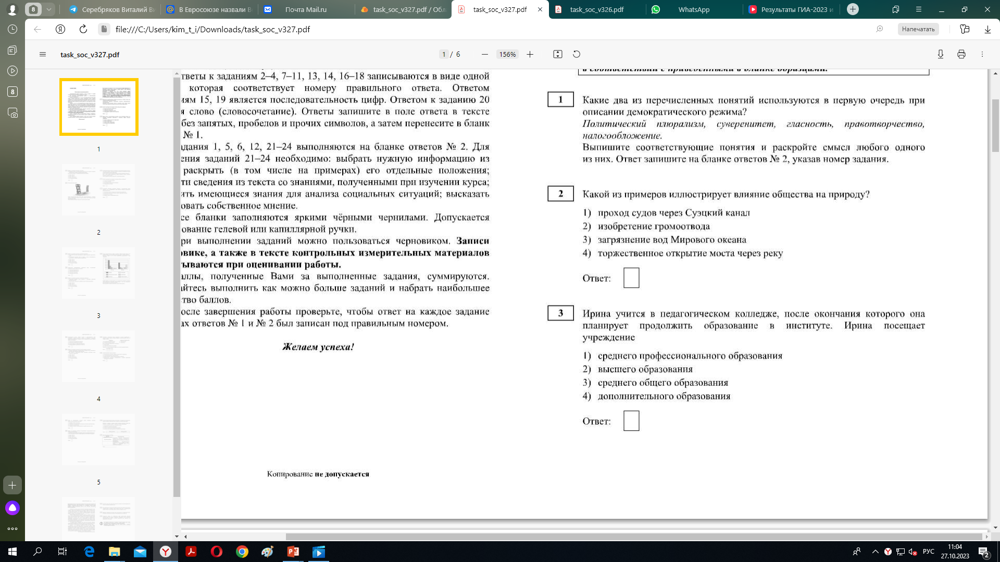 8
Серебряков Виталий Ви
В Евросоюзе назвали В
Почта Mail.ru
task_soc_v327.pdf / Обл
task_soc_v327.pdf
task_soc_v326.pdf
WhatsApp
Результаты ГИА-2023 и
file:///C:/Users/kim_t_i/Downloads/task_soc_v327.pdf
Напечатать
task_soc_v327.pdf
1 / 6
156%
8
1
2
3
4
5
тветы к заданиям 2–4, 7–11, 13, 14, 16–18 записываются в виде одной
которая соответствует номеру правильного ответа. Ответом
иям 15, 19 является последовательность цифр. Ответом к заданию 20
я слово (словосочетание). Ответы запишите в поле ответа в тексте
без запятых, пробелов и прочих символов, а затем перенесите в бланк
№ 1.
адания 1, 5, 6, 12, 21–24 выполняются на бланке ответов № 2. Для
ения заданий 21–24 необходимо: выбрать нужную информацию из
раскрыть (в том числе на примерах) его отдельные положения;
ти сведения из текста со знаниями, полученными при изучении курса;
ить имеющиеся знания для анализа социальных ситуаций; высказать
овать собственное мнение.
се бланки заполняются яркими чёрными чернилами. Допускается
ование гелевой или капиллярной ручки.
ри выполнении заданий можно пользоваться черновиком. Записи
овике, а также в тексте контрольных измерительных материалов
тываются при оценивании работы.
аллы, полученные Вами за выполненные задания, суммируются.
айтесь выполнить как можно больше заданий и набрать наибольшее
тво баллов.
осле завершения работы проверьте, чтобы ответ на каждое задание
ах ответов № 1 и № 2 был записан под правильным номером.
Желаем успеха!
Копирование не допускается
в соответствии с приведёнными в бланке образцами.
1
Какие два из перечисленных понятий используются в первую очередь при
описании демократического режима?
Политический плюрализм, суверенитет, гласность, правотворчество,
налогообложение.
Выпишите соответствующие понятия и раскройте смысл любого одного
из них. Ответ запишите на бланке ответов № 2, указав номер задания.
2
Какой из примеров иллюстрирует влияние общества на природу?
1) проход судов через Суэцкий канал
2) изобретение громоотвода
3) загрязнение вод Мирового океана
4) торжественное открытие моста через реку
Ответ:
3
Ирина учится в педагогическом колледже, после окончания которого она
планирует продолжить образование в институте. Ирина посещает
учреждение
1) среднего профессионального образования
2) высшего образования
3) среднего общего образования
4) дополнительного образования
Ответ:
РУС
11:04
27.10.2023
2